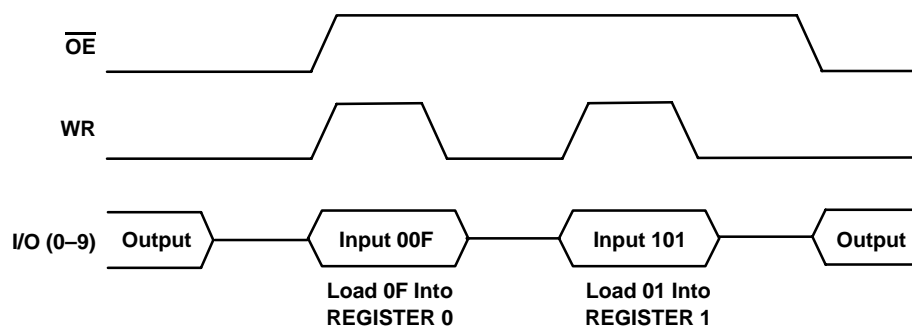 OE
WR
I/O (0–9) Output Input 00F Input 101 Output
Load 0F Into Load 01 Into
REGISTER 0 REGISTER 1